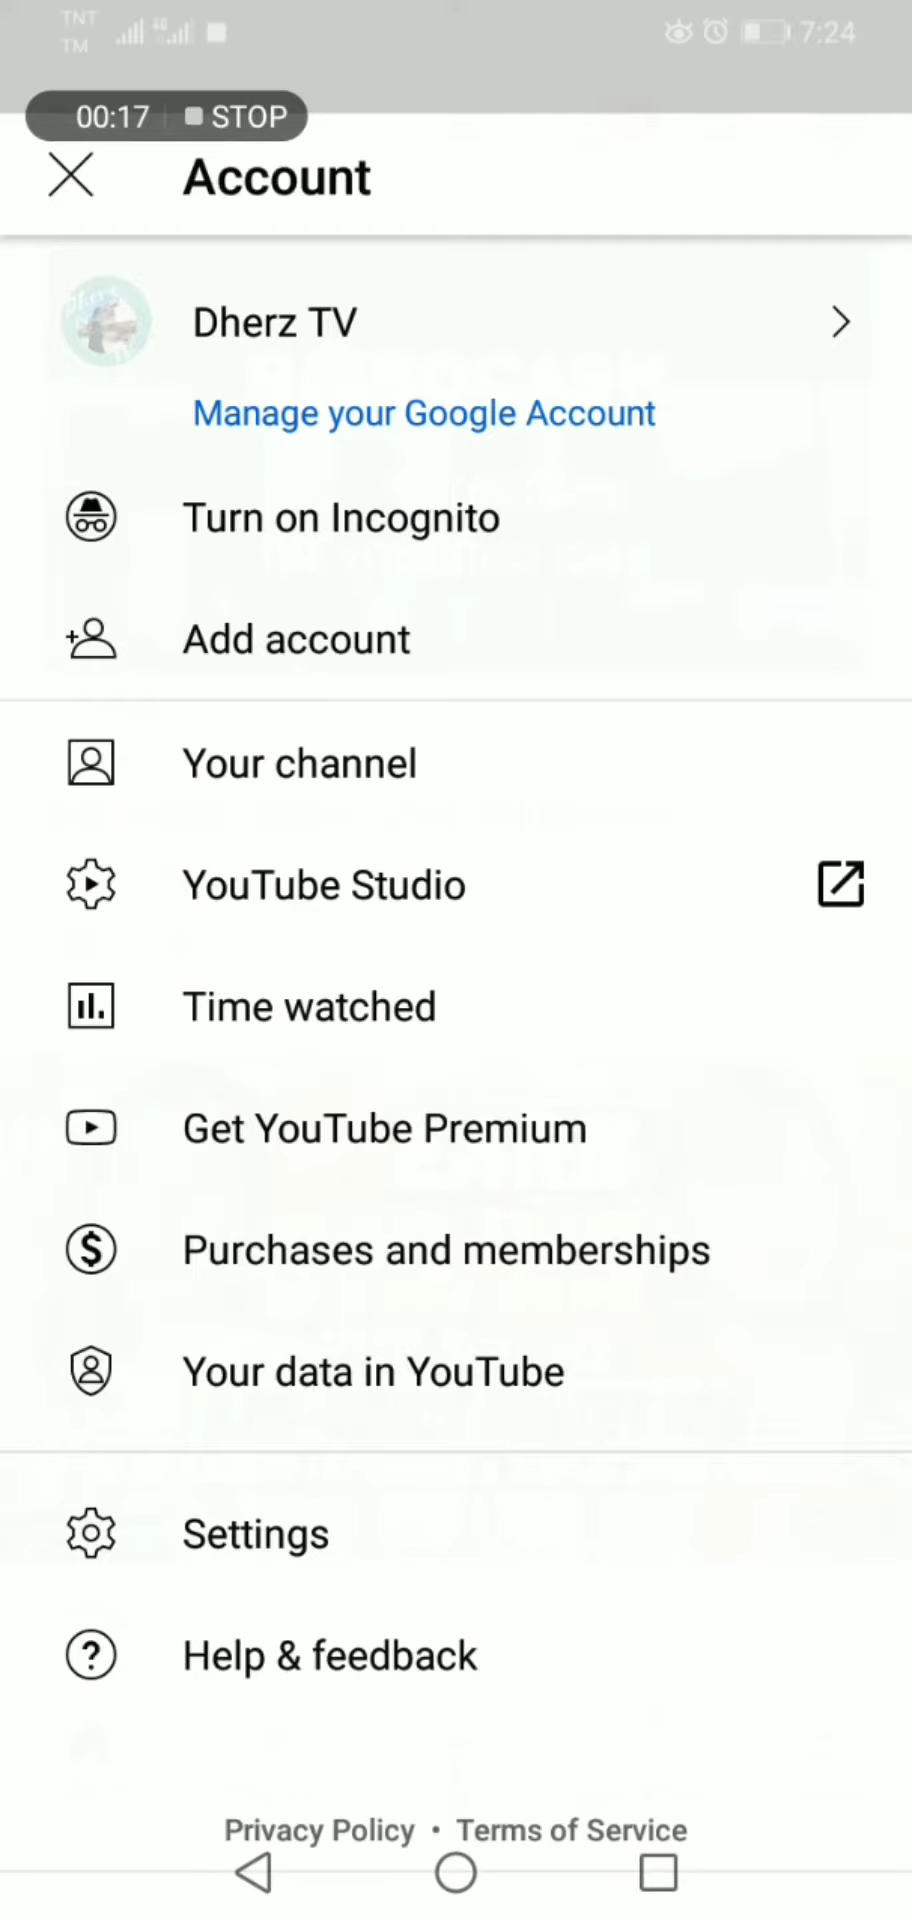 TNT
TM
4G
7:24
00:17 STOP
Account
Dherz TV
Manage your Google Account
Turn on Incognito
Add account
Your channel
YouTube Studio
Time watched
Get YouTube Premium
Purchases and memberships
Your data in YouTube
Settings
Help & feedback
Privacy Policy • Terms of Service